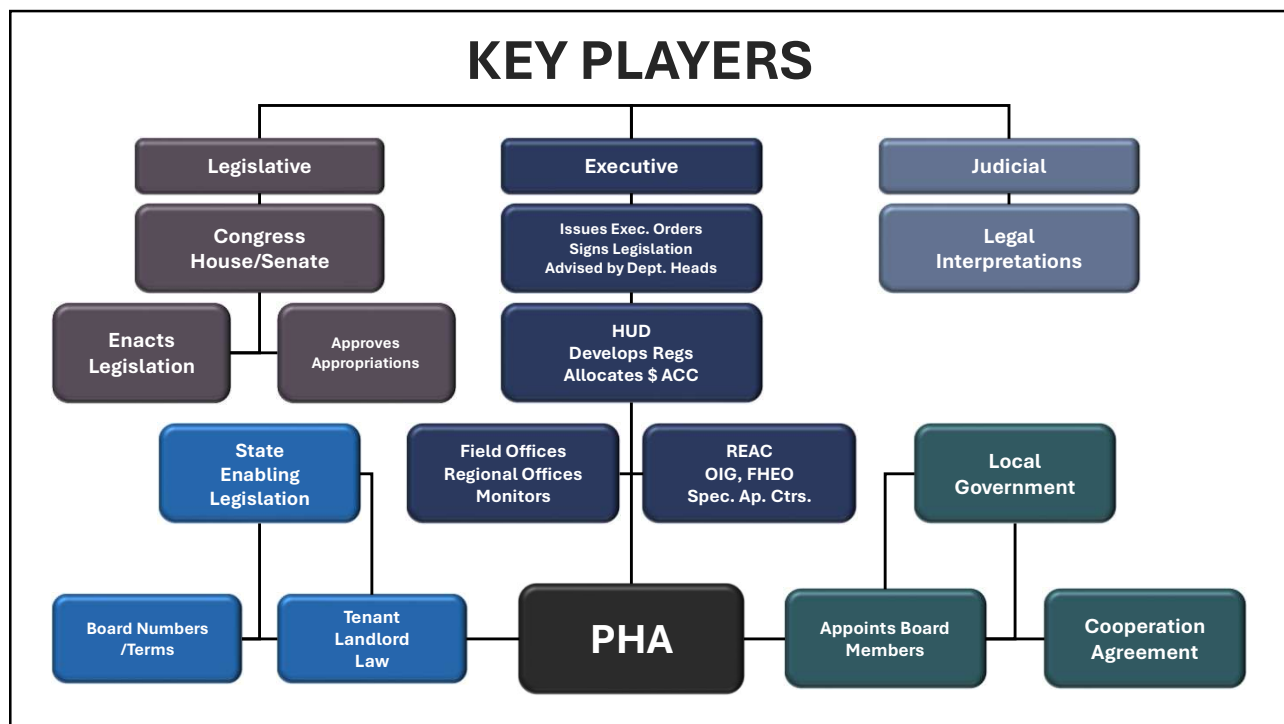 KEY PLAYERS
Legislative
Executive
Judicial
Congress
House/Senate
Issues Exec. Orders
Signs Legislation
Advised by Dept. Heads
Legal
Interpretations
Enacts
Legislation
Approves
Appropriations
HUD
Develops Regs
Allocates $ ACC
State
Enabling
Legislation
Field Offices
Regional Offices
Monitors
REAC
OIG, FHEO
Spec. Ap. Ctrs.
Local
Government
Board Numbers
/Terms
Tenant
Landlord
Law
PHA
Appoints Board
Members
Cooperation
Agreement